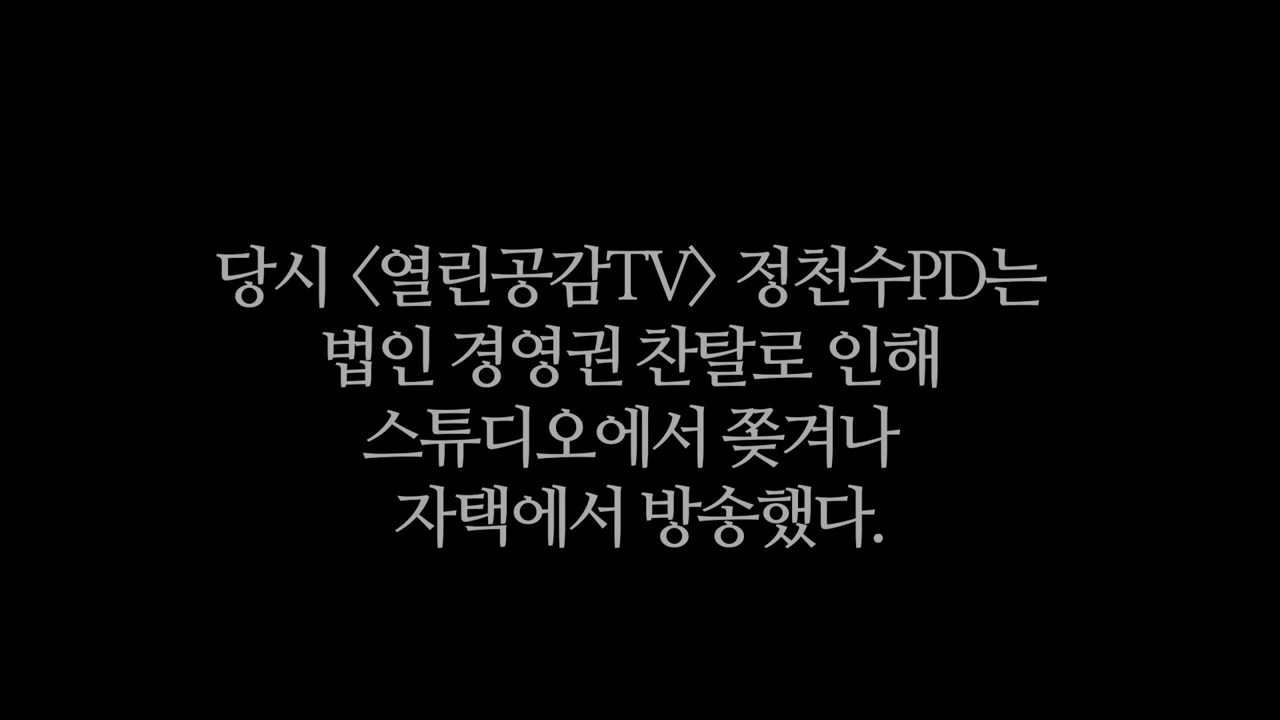 당시 〈열린공감TV〉 정천수PD는
법인 경영권 찬탈로 인해
스튜디오에서 쫒겨나
자택에서 방송했다.